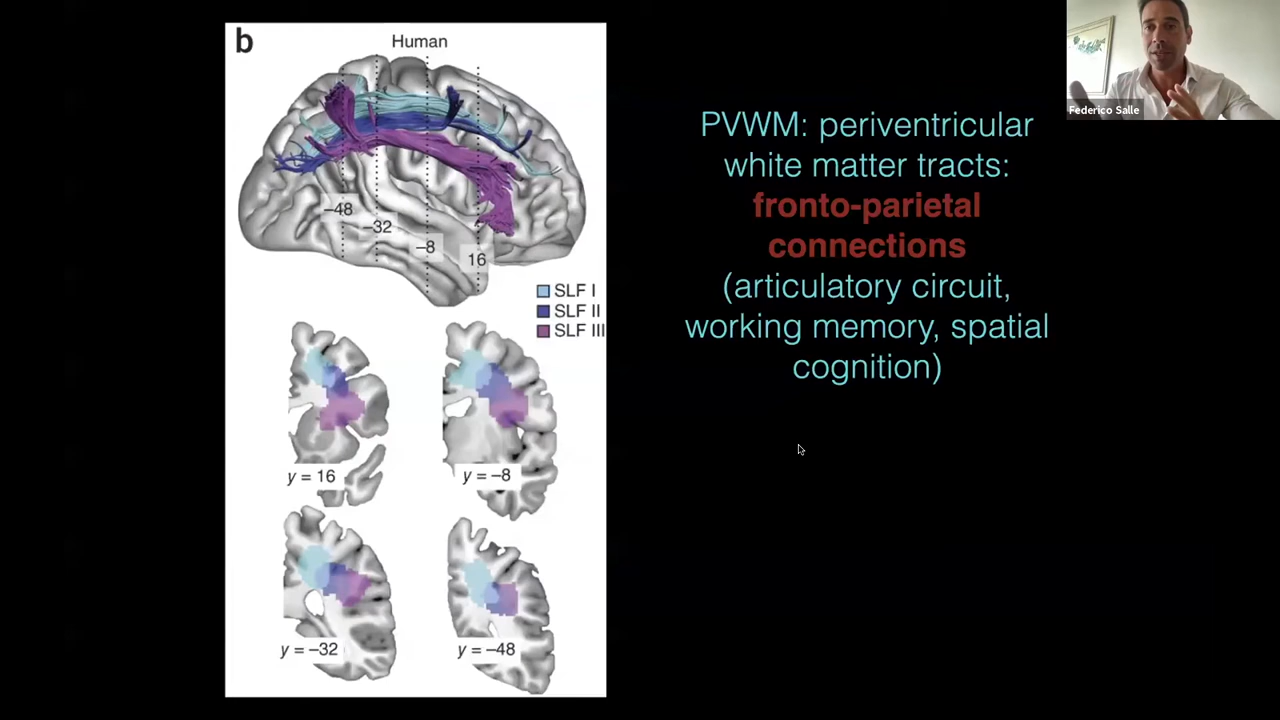 b
Human
−48
−32
−8
16
SLF I
SLF II
SLF III
y = 16
y = −8
y = −32
y = −48
PVWM: periventricular
white matter tracts:
fronto-parietal
connections
(articulatory circuit,
working memory, spatial
cognition)
Federico Salle